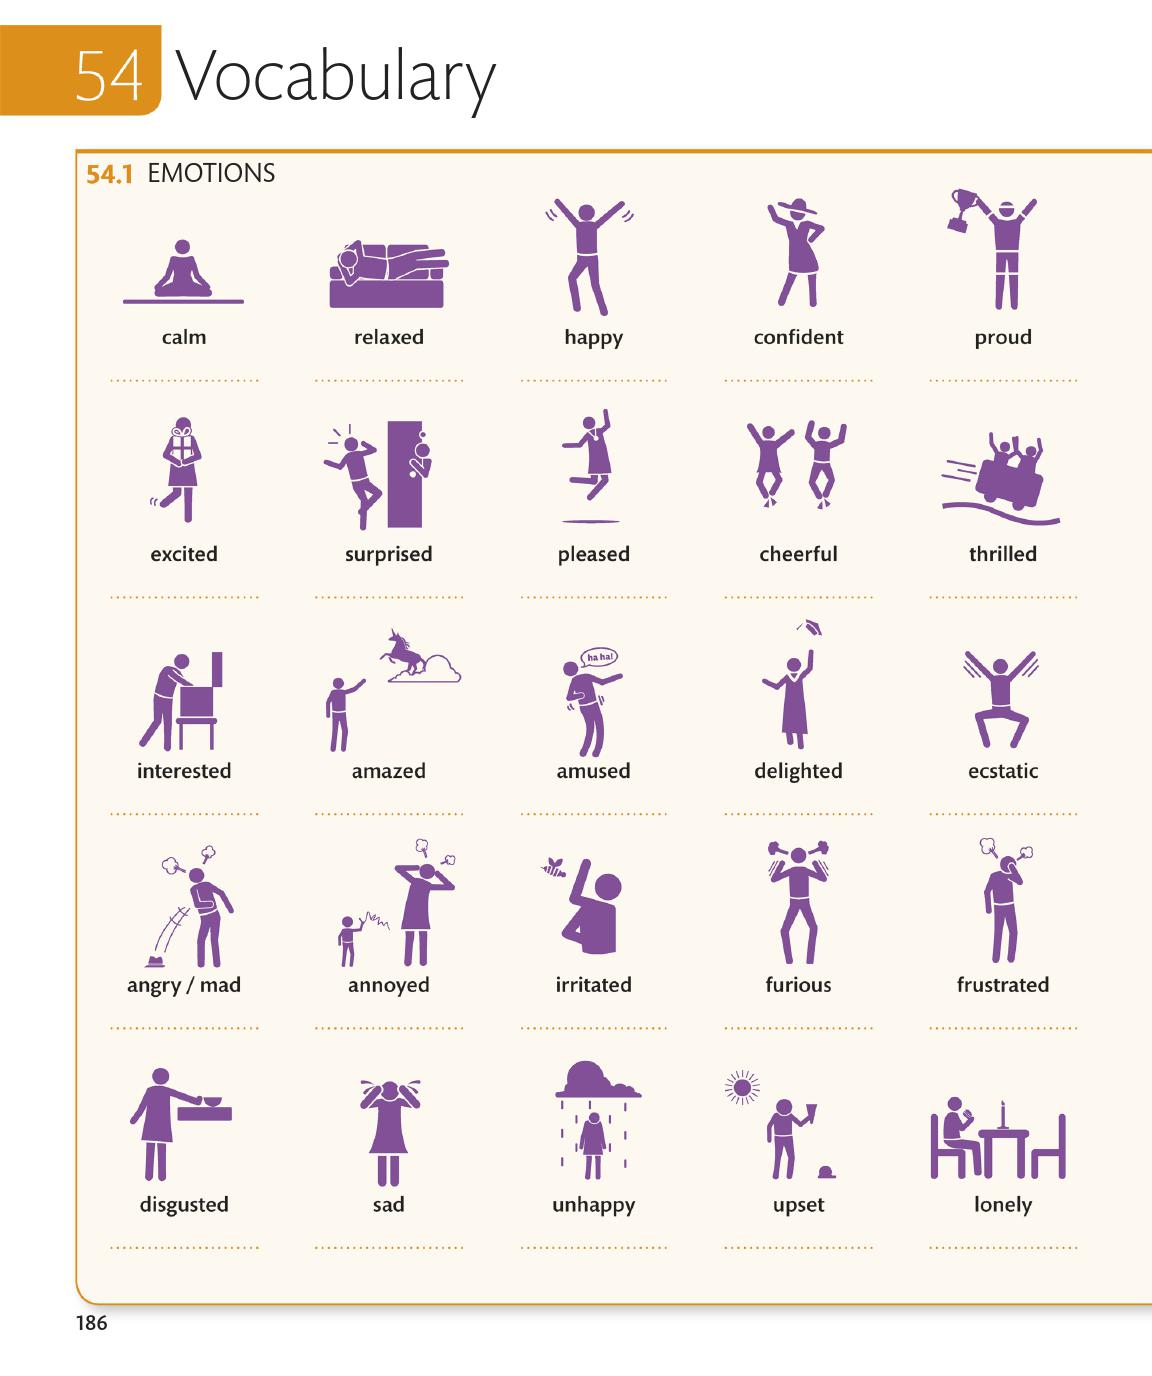 54 Vocabulary
54.1 EMOTIONS
calm
relaxed
happy
confident
proud
excited
surprised
pleased
cheerful
thrilled
ha ha!
interested
amazed
amused
delighted
ecstatic
angry / mad
annoyed
irritated
furious
frustrated
disgusted
sad
unhappy
upset
lonely
186